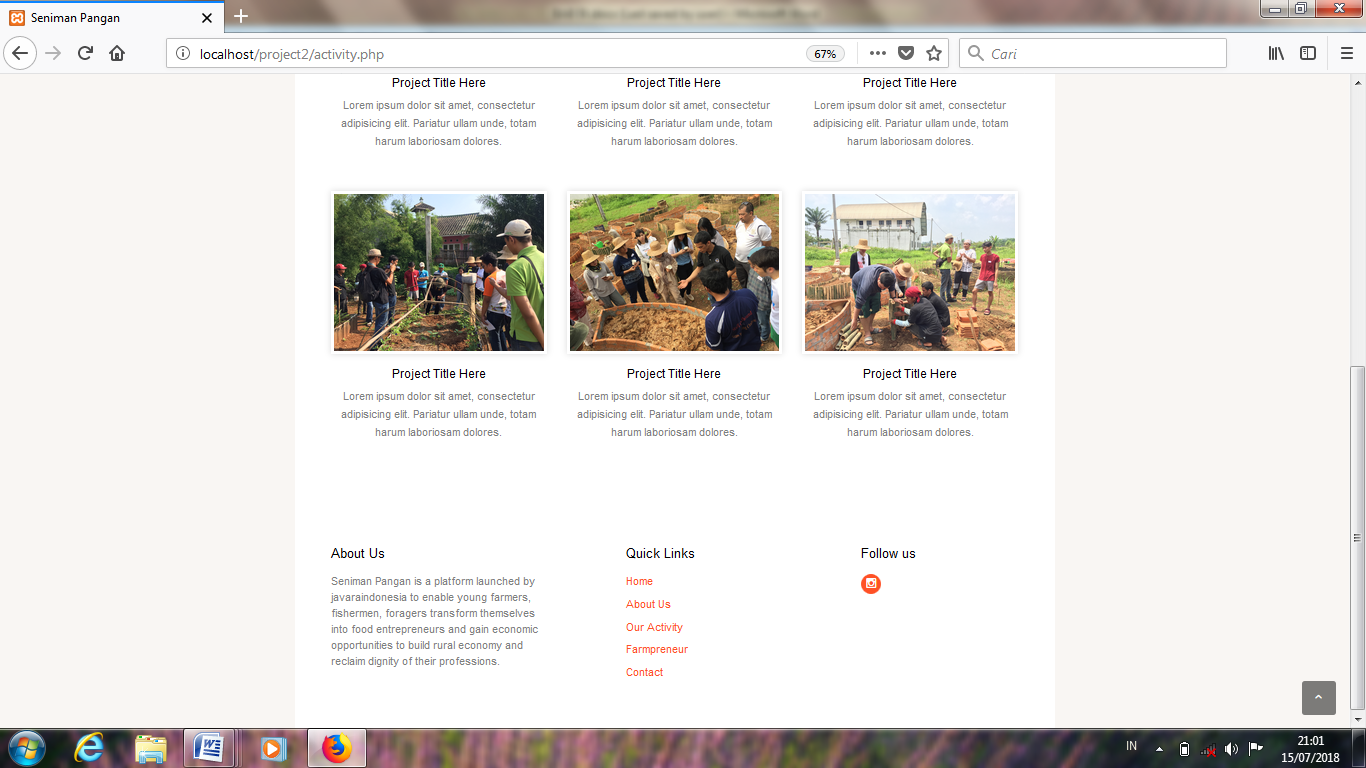 Seniman Pangan
localhost/project2/activity.php
67%
Cari
Project Title Here
Lorem ipsum dolor sit amet, consectetur
adipisicing elit. Pariatur ullam unde, totam
harum laboriosam dolores.
Project Title Here
Lorem ipsum dolor sit amet, consectetur
adipisicing elit. Pariatur ullam unde, totam
harum laboriosam dolores.
Project Title Here
Lorem ipsum dolor sit amet, consectetur
adipisicing elit. Pariatur ullam unde, totam
harum laboriosam dolores.
Project Title Here
Lorem ipsum dolor sit amet, consectetur
adipisicing elit. Pariatur ullam unde, totam
harum laboriosam dolores.
Project Title Here
Lorem ipsum dolor sit amet, consectetur
adipisicing elit. Pariatur ullam unde, totam
harum laboriosam dolores.
Project Title Here
Lorem ipsum dolor sit amet, consectetur
adipisicing elit. Pariatur ullam unde, totam
harum laboriosam dolores.
About Us
Seniman Pangan is a platform launched by
javaraindonesia to enable young farmers,
fishermen, foragers transform themselves
into food entrepreneurs and gain economic
opportunities to build rural economy and
reclaim dignity of their professions.
Quick Links
Home
About Us
Our Activity
Farmpreneur
Contact
Follow us
IN
21:01
15/07/2018